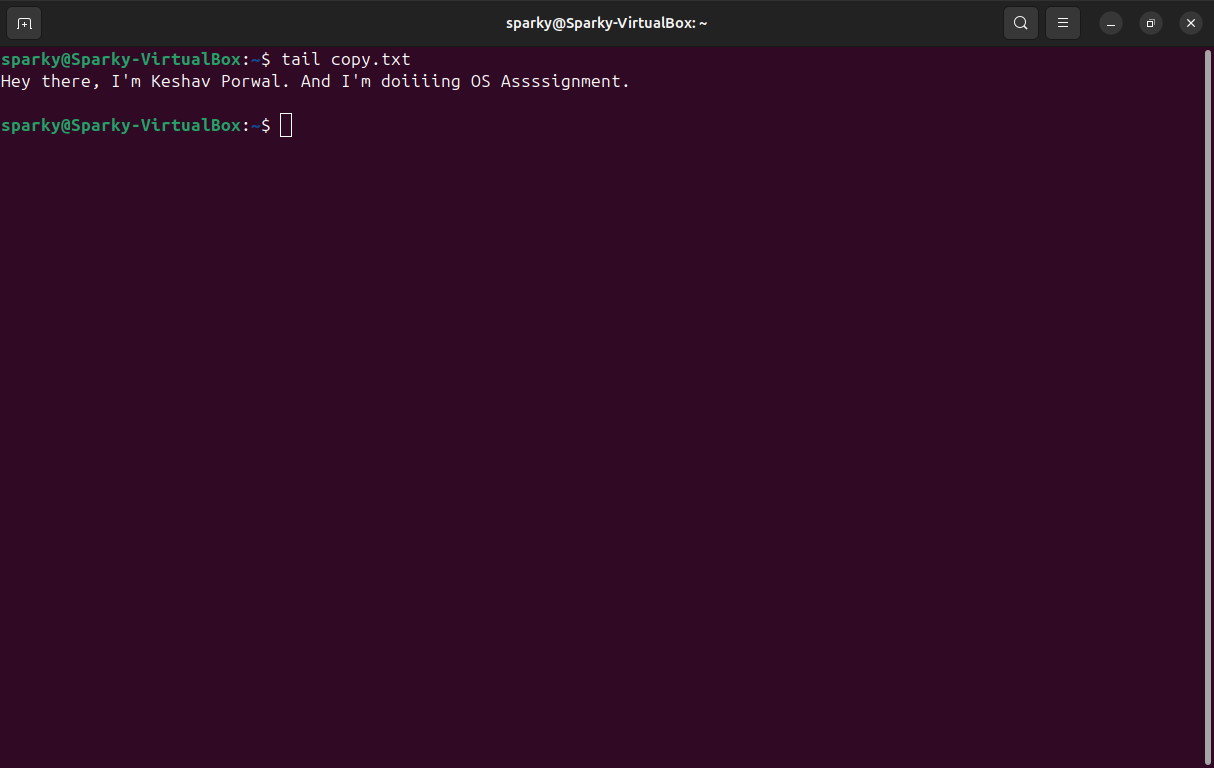 sparky@Sparky-VirtualBox: ~
sparky@Sparky-VirtualBox:~$ tail copy.txt
Hey there, I'm Keshav Porwal. And I'm doiiiing OS Asssssignment.
sparky@Sparky-VirtualBox:~$